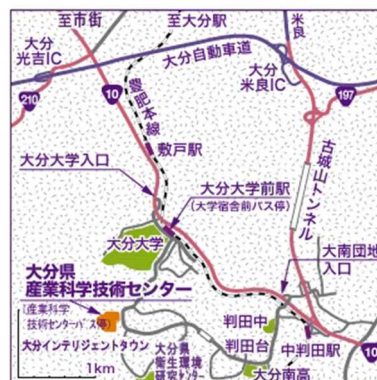 至市街
至大分駅
米良
大分
光吉IC
大分自動車道
大分
米良IC
210
10
197
豊肥本線
敷戸駅
古城山トンネル
大分大学入口
大分大学前駅
(大学宿舎前バス停)
大分大学
大南団地
入口
大分県
産業科学技術センター
(産業科学
技術センターバス停)
大分インテリジェントタウン
1km
大分県
衛生環境
研究センター
判田中
判田台
中判田駅
大分南高
10